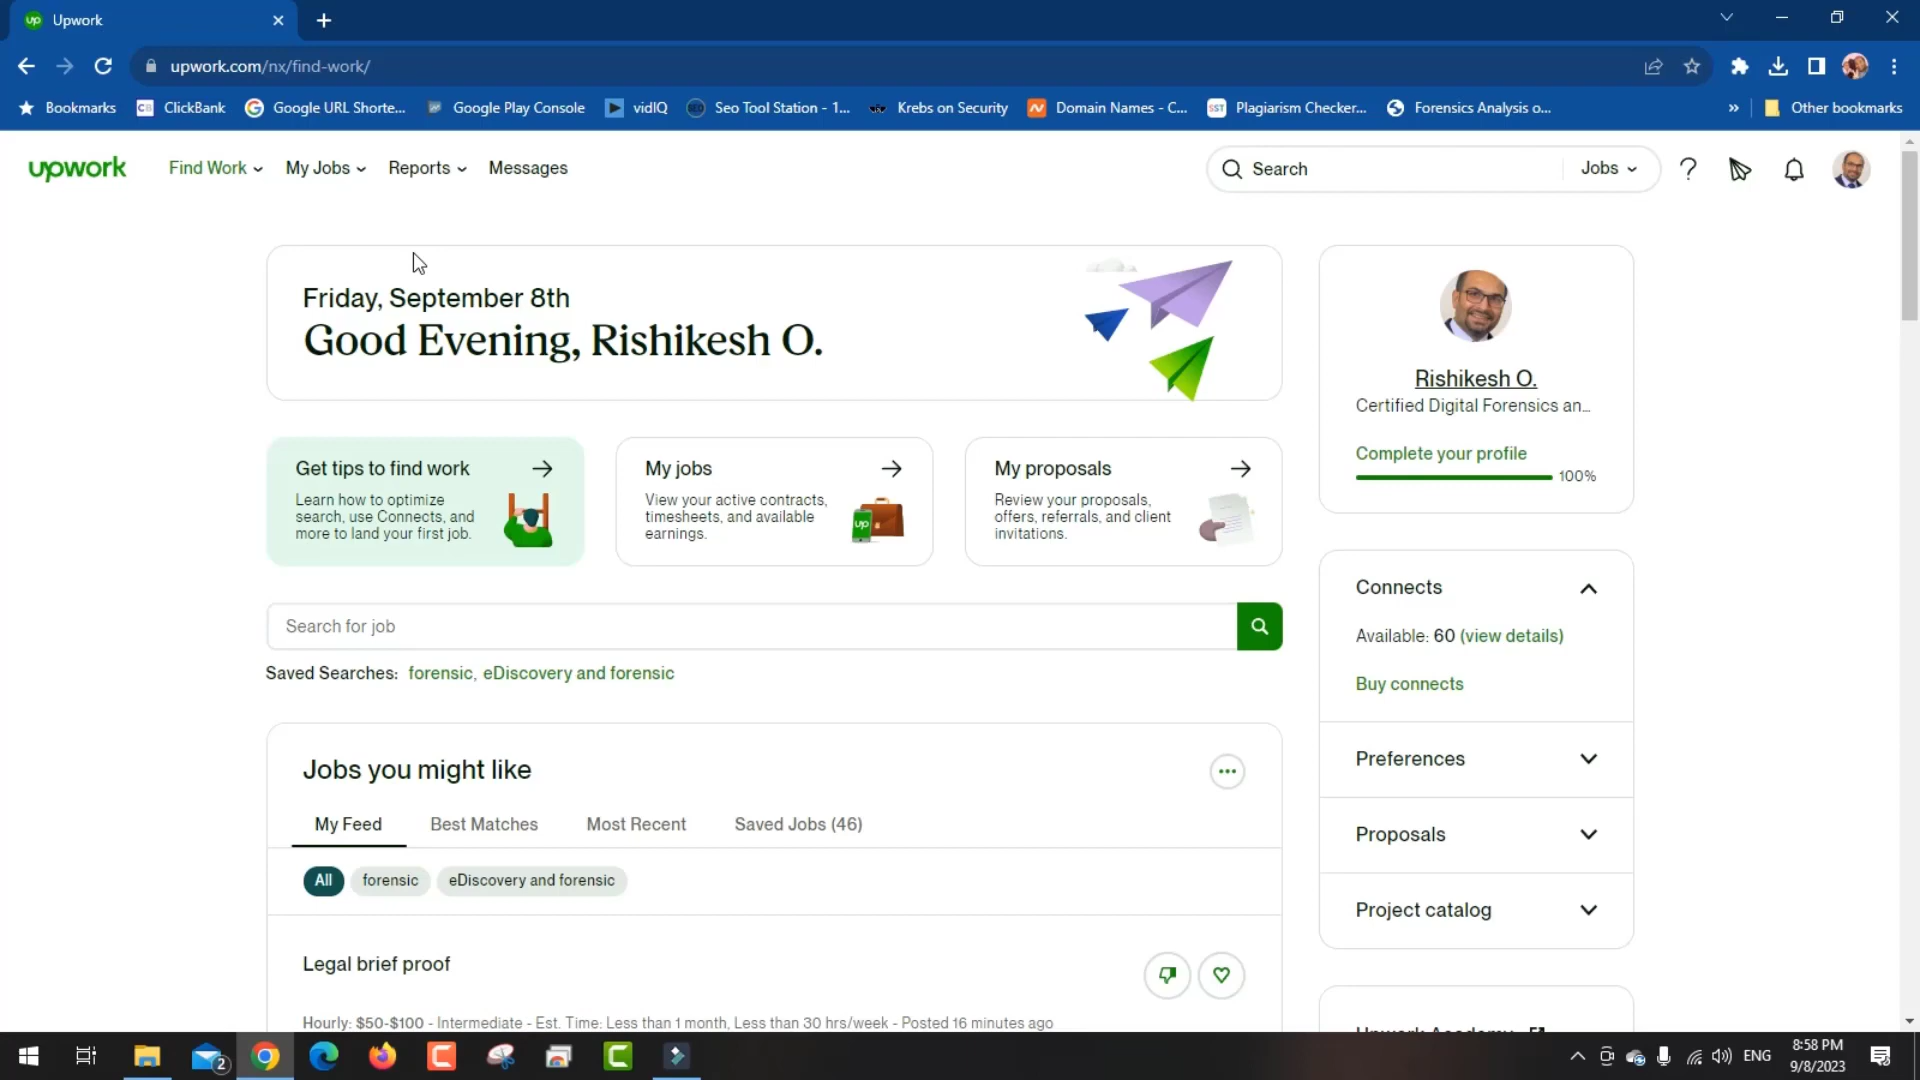 Upwork
upwork.com/nx/find-work/
Bookmarks ClickBank Google URL Shorte... Google Play Console vidIQ Seo Tool Station - 1... Krebs on Security Domain Names - C... Plagiarism Checker... Forensics Analysis o... » Other bookmarks
upwork Find Work My Jobs Reports Messages Search Jobs
Friday, September 8th
Good Evening, Rishikesh O.
Rishikesh O.
Certified Digital Forensics an...
Complete your profile
100%
Get tips to find work
Learn how to optimize
search, use Connects, and
more to land your first job.
My jobs
View your active contracts,
timesheets, and available
earnings.
My proposals
Review your proposals,
offers, referrals, and client
invitations.
Search for job
Saved Searches: forensic, eDiscovery and forensic
Connects
Available: 60 (view details)
Buy connects
Preferences
Proposals
Project catalog
Jobs you might like
My Feed Best Matches Most Recent Saved Jobs (46)
All forensic eDiscovery and forensic
Legal brief proof
Hourly: $50-$100 - Intermediate - Est. Time: Less than 1 month, Less than 30 hrs/week - Posted 16 minutes ago
Upwork Academy
2
ENG
8:58 PM
9/8/2023